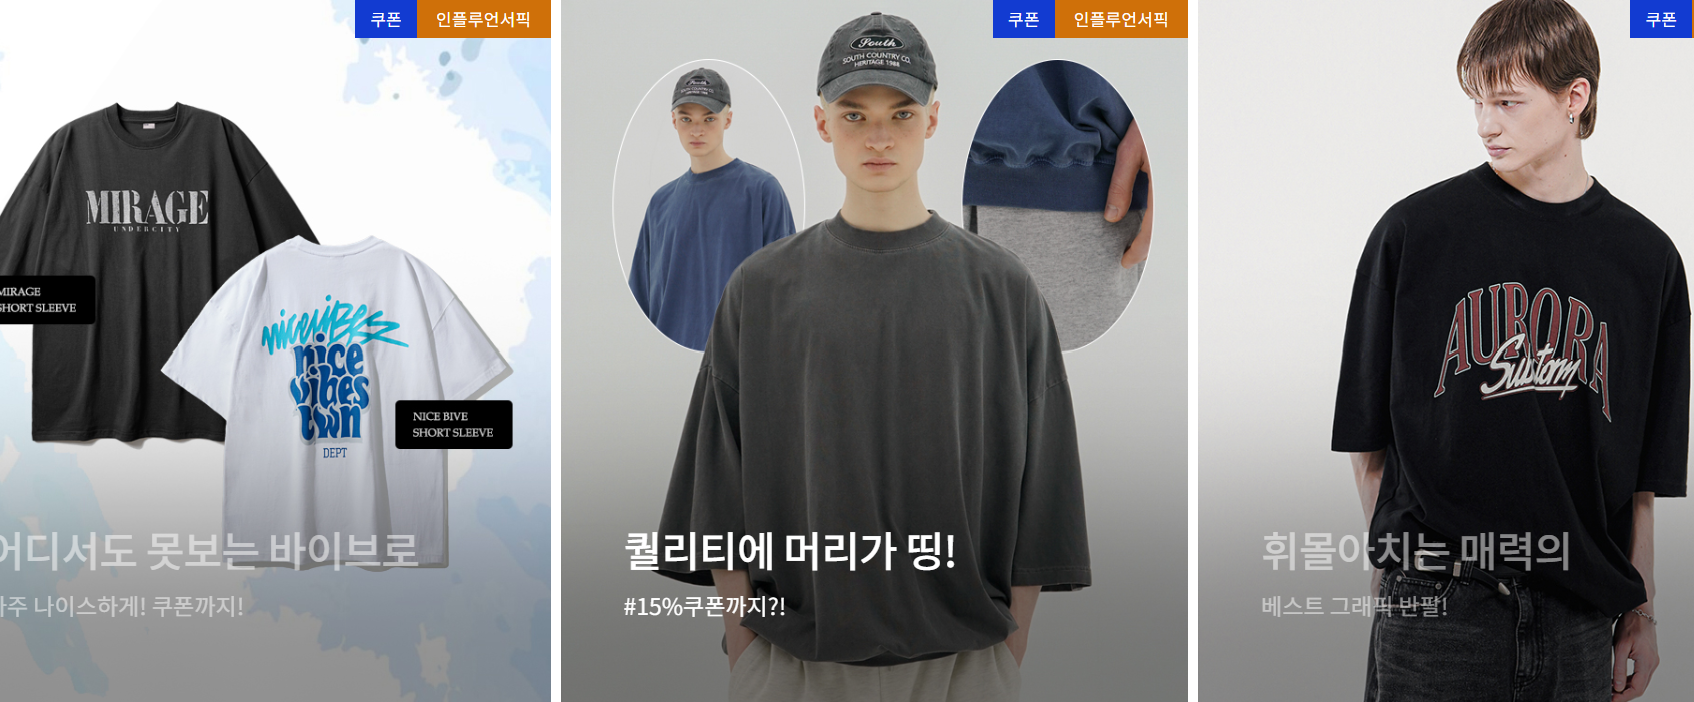 쿠폰 인플루언서픽
MIRAGE
UNDERCITY
MIRAGE
SHORT SLEEVE
nicevibes
nice
vibes
town
DEPT
NICE BIVE
SHORT SLEEVE
어디서도 못보는 바이브로
아주 나이스하게! 쿠폰까지!
쿠폰 인플루언서픽
South
SOUTH COUNTRY CO.
HERITAGE 1988
퀄리티에 머리가 띵!
#15%쿠폰까지?!
쿠폰
AURORA
Sustom
휘몰아치는 매력의
베스트 그래픽 반팔!